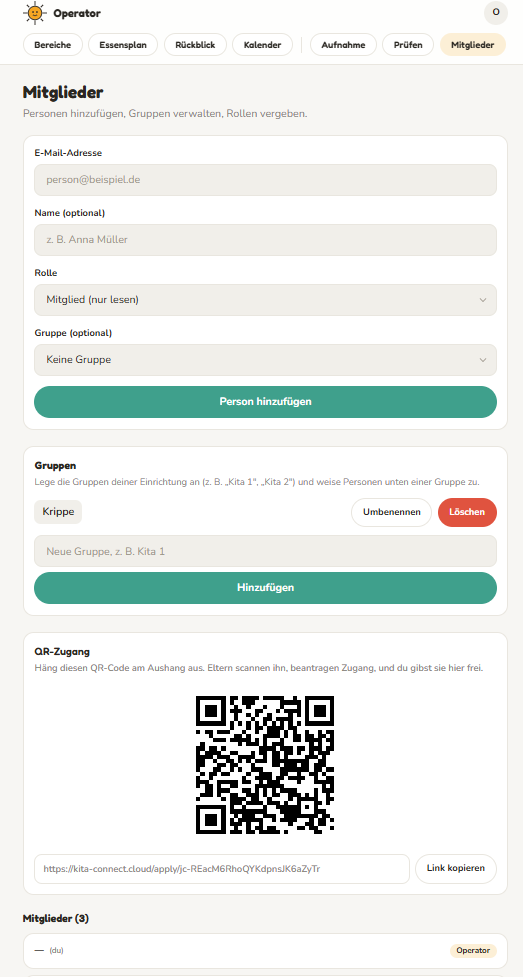 Operator
O
Bereiche
Essensplan
Rückblick
Kalender
Aufnahme
Prüfen
Mitglieder
Mitglieder
Personen hinzufügen, Gruppen verwalten, Rollen vergeben.
E-Mail-Adresse
person@beispiel.de
Name (optional)
z. B. Anna Müller
Rolle
Mitglied (nur lesen)
Gruppe (optional)
Keine Gruppe
Person hinzufügen
Gruppen
Lege die Gruppen deiner Einrichtung an (z. B. „Kita 1", „Kita 2") und weise Personen unten einer Gruppe zu.
Krippe
Umbenennen
Löschen
Neue Gruppe, z. B. Kita 1
Hinzufügen
QR-Zugang
Häng diesen QR-Code am Aushang aus. Eltern scannen ihn, beantragen Zugang, und du gibst sie hier frei.
https://kita-connect.cloud/apply/jc-REacM6RhoQYKdpnsJK6aZyTr
Link kopieren
Mitglieder (3)
— (du)
Operator